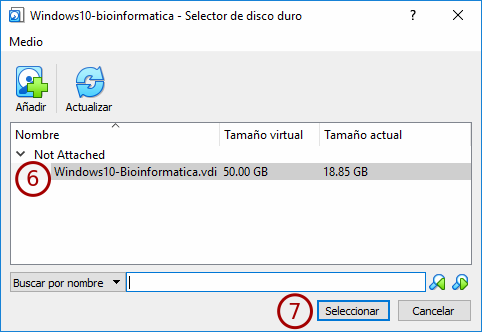 Windows10-bioinformatica - Selector de disco duro
?
Medio
Añadir
Actualizar
Nombre Tamaño virtual Tamaño actual
Not Attached
6 Windows10-Bioinformatica.vdi 50.00 GB 18.85 GB
Buscar por nombre
7 Seleccionar Cancelar